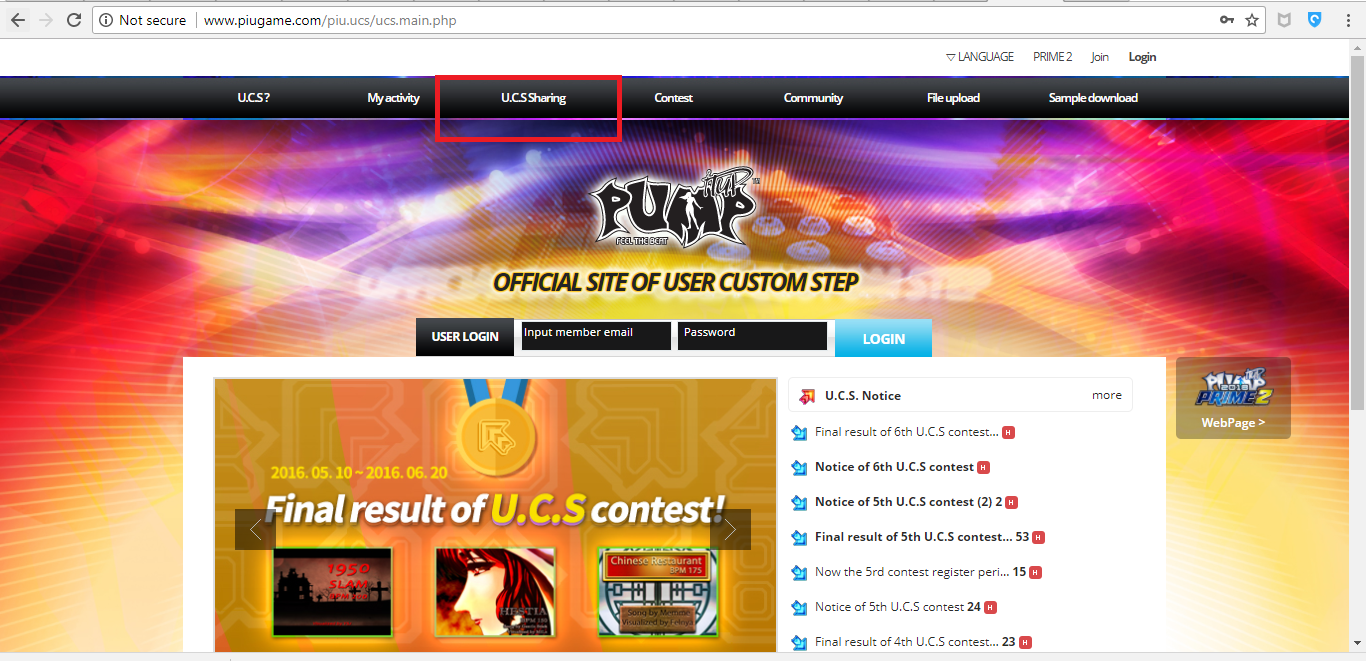 Not secure | www.piugame.com/piu.ucs/ucs.main.php
▽ LANGUAGE PRIME 2 Join Login
U.C.S ? My activity U.C.S Sharing Contest Community File upload Sample download
PUMP IT UP TM
FEEL THE BEAT
OFFICIAL SITE OF USER CUSTOM STEP
USER LOGIN Input member email Password LOGIN
2016. 05. 10 ~ 2016. 06. 20
Final result of U.C.S contest!
1950
SLAM
HESTIA
BPM 180
Chinese Restaurant
BPM 175
Song by Memme
U.C.S. Notice more
Final result of 6th U.C.S contest... H
Notice of 6th U.C.S contest H
Notice of 5th U.C.S contest (2) 2 H
Final result of 5th U.C.S contest... 53 H
Now the 5rd contest register peri... 15 H
Notice of 5th U.C.S contest 24 H
Final result of 4th U.C.S contest... 23 H
PUMP IT UP
2018
PRIME 2
WebPage >